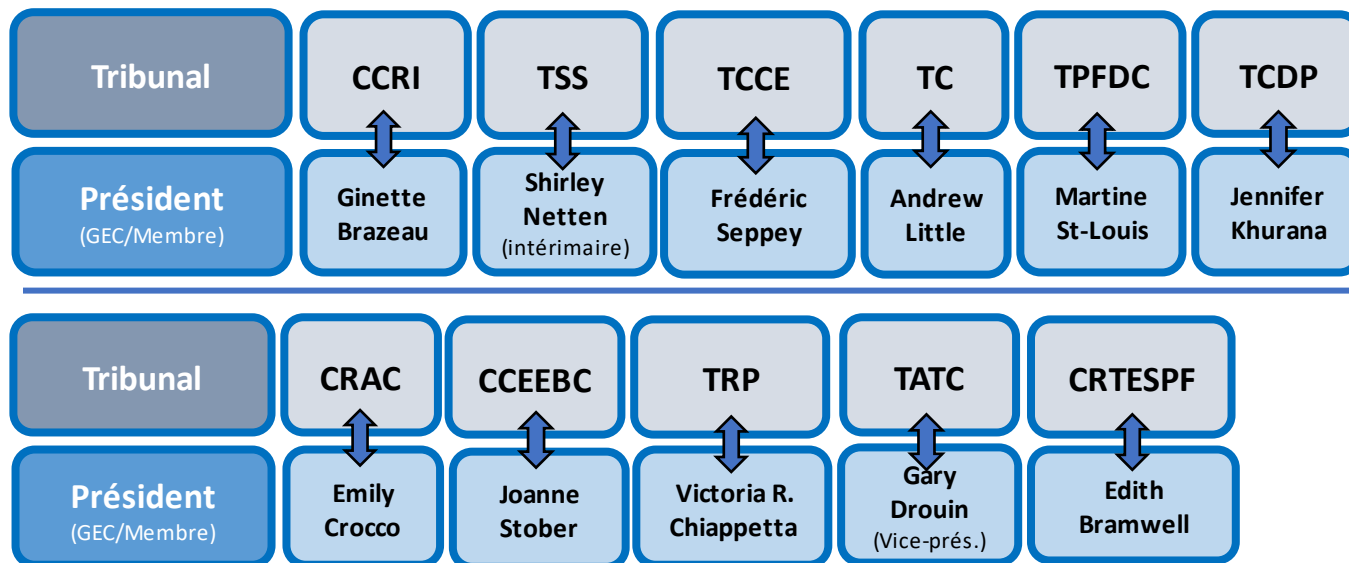 Tribunal
CCRI
TSS
TCCE
TC
TPFDC
TCDP
Président
(GEC/Membre)
Ginette
Brazeau
Shirley
Netten
(intérimaire)
Frédéric
Seppey
Andrew
Little
Martine
St-Louis
Jennifer
Khurana
Tribunal
CRAC
CCEEBC
TRP
TATC
CRTESPF
Président
(GEC/Membre)
Emily
Crocco
Joanne
Stober
Victoria R.
Chiappetta
Gary
Drouin
(Vice-prés.)
Edith
Bramwell